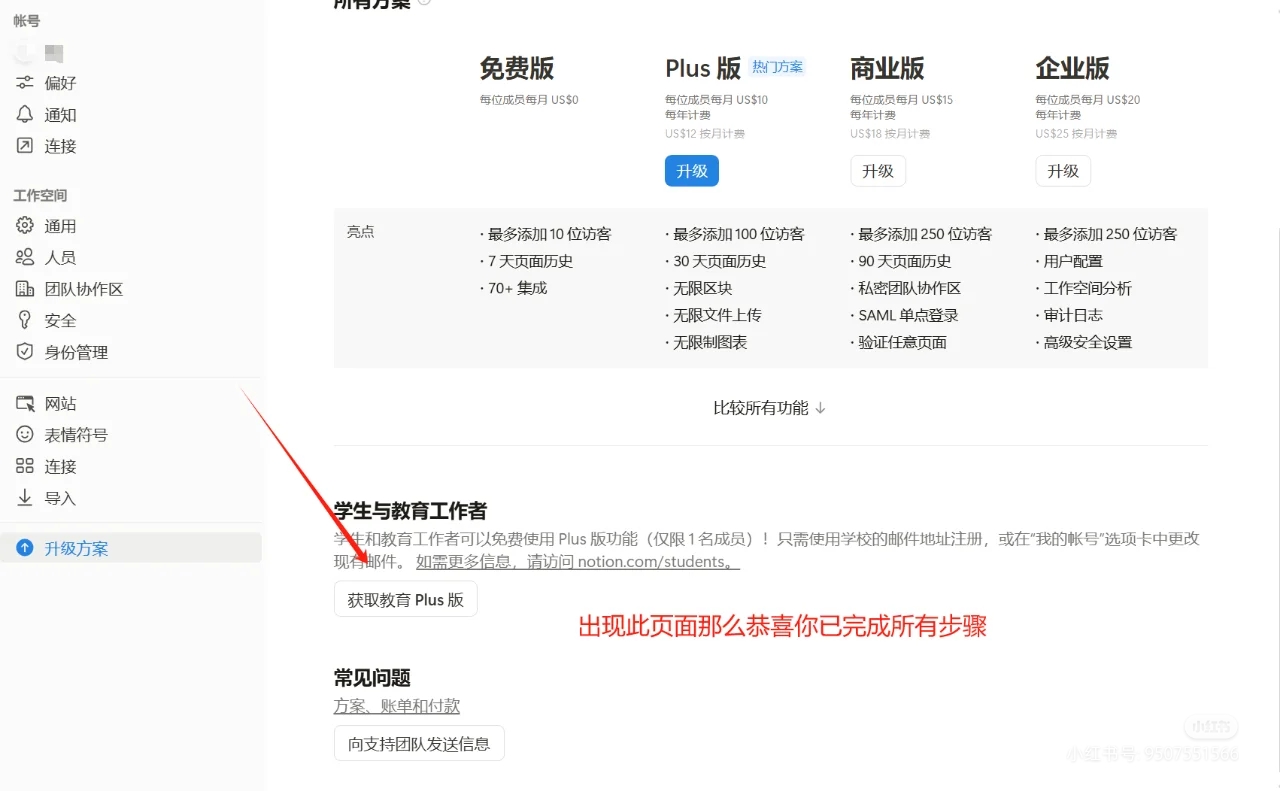 帐号
偏好
通知
连接
工作空间
通用
人员
团队协作区
安全
身份管理
网站
表情符号
连接
导入
升级方案
所有方案
免费版
每位成员每月 US$0
Plus 版 热门方案
每位成员每月 US$10
每年计费
US$12 按月计费
升级
商业版
每位成员每月 US$15
每年计费
US$18 按月计费
升级
企业版
每位成员每月 US$20
每年计费
US$25 按月计费
升级
亮点
· 最多添加 10 位访客
· 7 天页面历史
· 70+ 集成
· 最多添加 100 位访客
· 30 天页面历史
· 无限区块
· 无限文件上传
· 无限制图表
· 最多添加 250 位访客
· 90 天页面历史
· 私密团队协作区
· SAML 单点登录
· 验证任意页面
· 最多添加 250 位访客
· 用户配置
· 工作空间分析
· 审计日志
· 高级安全设置
比较所有功能 ↓
学生与教育工作者
学生和教育工作者可以免费使用 Plus 版功能（仅限 1 名成员）！只需使用学校的邮件地址注册，或在“我的帐号”选项卡中更改
现有邮件。 如需更多信息，请访问 notion.com/students。
获取教育 Plus 版
出现此页面那么恭喜你已完成所有步骤
常见问题
方案、账单和付款
向支持团队发送信息
小红书
小红书号: 9507531566